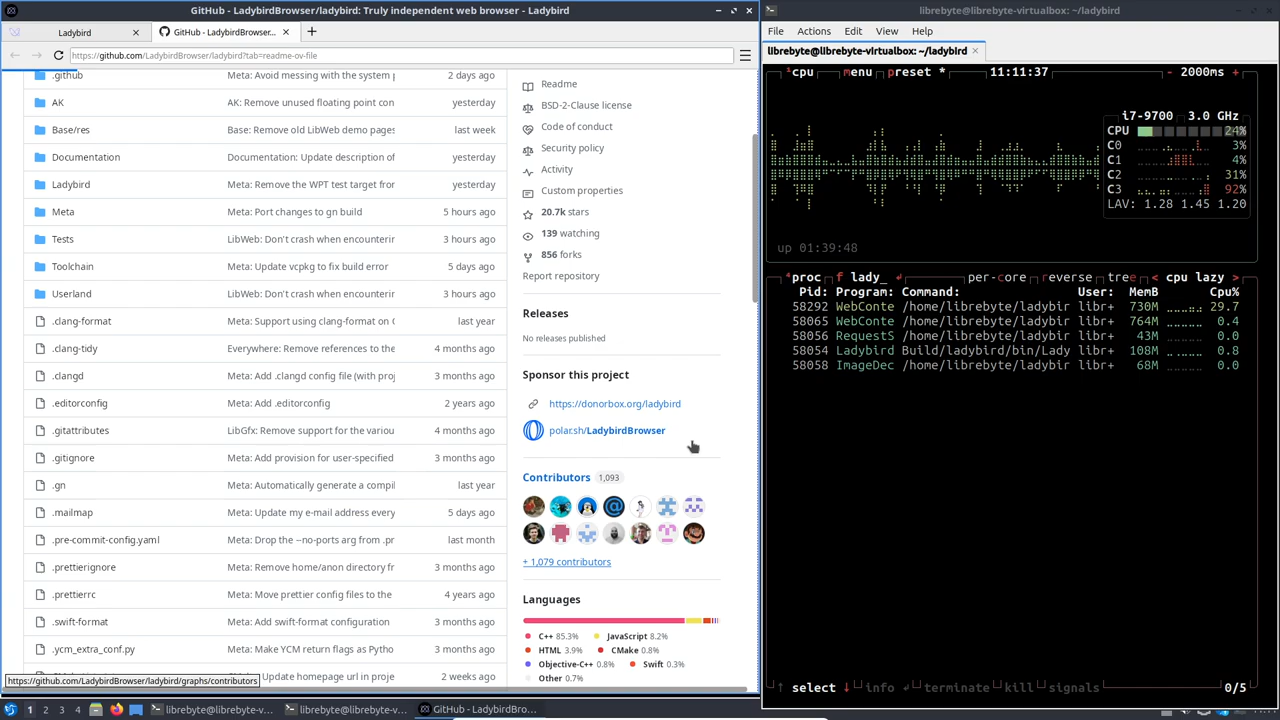 GitHub - LadybirdBrowser/ladybird: Truly independent web browser - Ladybird
Ladybird
GitHub - LadybirdBrowser...
https://github.com/LadybirdBrowser/ladybird?tab=readme-ov-file
.github Meta: Avoid messing with the system p 2 days ago
AK AK: Remove unused floating point con yesterday
Base/res Base: Remove old LibWeb demo pages last week
Documentation Documentation: Update description of yesterday
Ladybird Meta: Remove the WPT test target from yesterday
Meta Meta: Port changes to gn build 5 hours ago
Tests LibWeb: Don't crash when encounterin 3 hours ago
Toolchain Meta: Update vcpkg to fix build error 5 days ago
Userland LibWeb: Don't crash when encounterin 3 hours ago
.clang-format Meta: Support using clang-format on O last year
.clang-tidy Everywhere: Remove references to the 4 months ago
.clangd Meta: Add .clangd config file (with proj 3 months ago
.editorconfig Meta: Add .editorconfig 2 years ago
.gitattributes LibGfx: Remove support for the variou 4 months ago
.gitignore Meta: Add provision for user-specified 3 months ago
.gn Meta: Automatically generate a compil last year
.mailmap Meta: Update my e-mail address every 5 days ago
.pre-commit-config.yaml Meta: Drop the --no-ports arg from .pr last month
.prettierignore Meta: Remove home/anon directory fr 3 months ago
.prettierrc Meta: Move prettier config files to the 4 years ago
.swift-format Meta: Add swift-format configuration 3 months ago
.ycm_extra_conf.py Meta: Make YCM return flags as Pytho 3 months ago
Update homepage url in proje 2 weeks ago
https://github.com/LadybirdBrowser/ladybird/graphs/contributors
Readme
BSD-2-Clause license
Code of conduct
Security policy
Activity
Custom properties
20.7k stars
139 watching
856 forks
Report repository
Releases
No releases published
Sponsor this project
https://donorbox.org/ladybird
polar.sh/LadybirdBrowser
Contributors 1,093
+ 1,079 contributors
Languages
C++ 85.3% JavaScript 8.2%
HTML 3.9% CMake 0.8%
Objective-C++ 0.8% Swift 0.3%
Other 0.7%
librebyte@librebyte-virtualbox: ~/ladybird
File Actions Edit View Help
librebyte@librebyte-virtualbox: ~/ladybird
¹cpu menu preset * 11:11:37 - 2000ms +
i7-9700 3.0 GHz
CPU 24%
C0 3%
C1 4%
C2 31%
C3 92%
LAV: 1.28 1.45 1.20
up 01:39:48
⁴proc f lady_ ↲ per-core reverse tree < cpu lazy >
Pid: Program: Command: User: MemB Cpu%
58292 WebConte /home/librebyte/ladybir libr+ 730M 29.7
58065 WebConte /home/librebyte/ladybir libr+ 764M 0.4
58056 RequestS /home/librebyte/ladybir libr+ 43M 0.0
58054 Ladybird Build/ladybird/bin/Lady libr+ 108M 0.8
58058 ImageDec /home/librebyte/ladybir libr+ 68M 0.0
↑ select ↓ info ↲ terminate kill signals 0/5
1 2 3 4 librebyte@librebyte-v... librebyte@librebyte-v... GitHub - LadybirdBro...